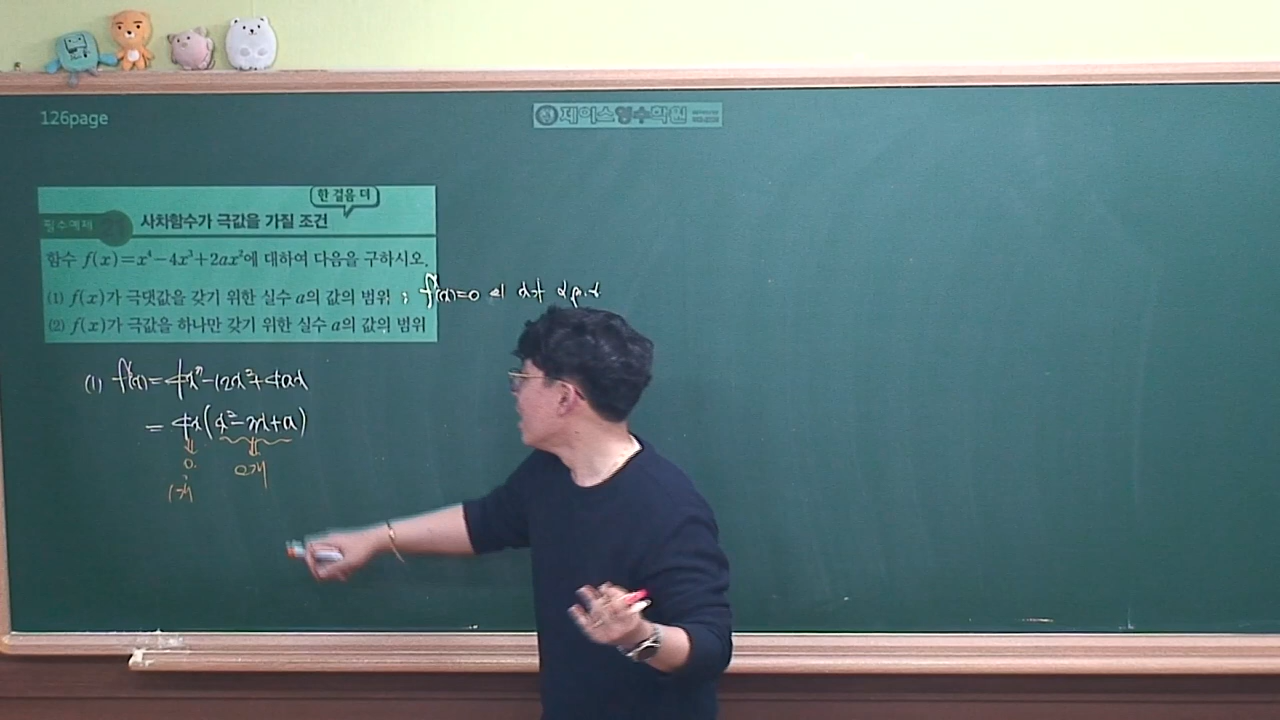 126page
제이스영수학원
한 걸음 더
필수예제 사차함수가 극값을 가질 조건
함수 f(x)=x⁴-4x³+2ax²에 대하여 다음을 구하시오.
(1) f(x)가 극댓값을 갖기 위한 실수 a의 값의 범위 ; f'(x)=0 의
(2) f(x)가 극값을 하나만 갖기 위한 실수 a의 값의 범위
(1) f'(x)=4x³-12x²+4ax
=4x(x²-3x+a)
0. 2개